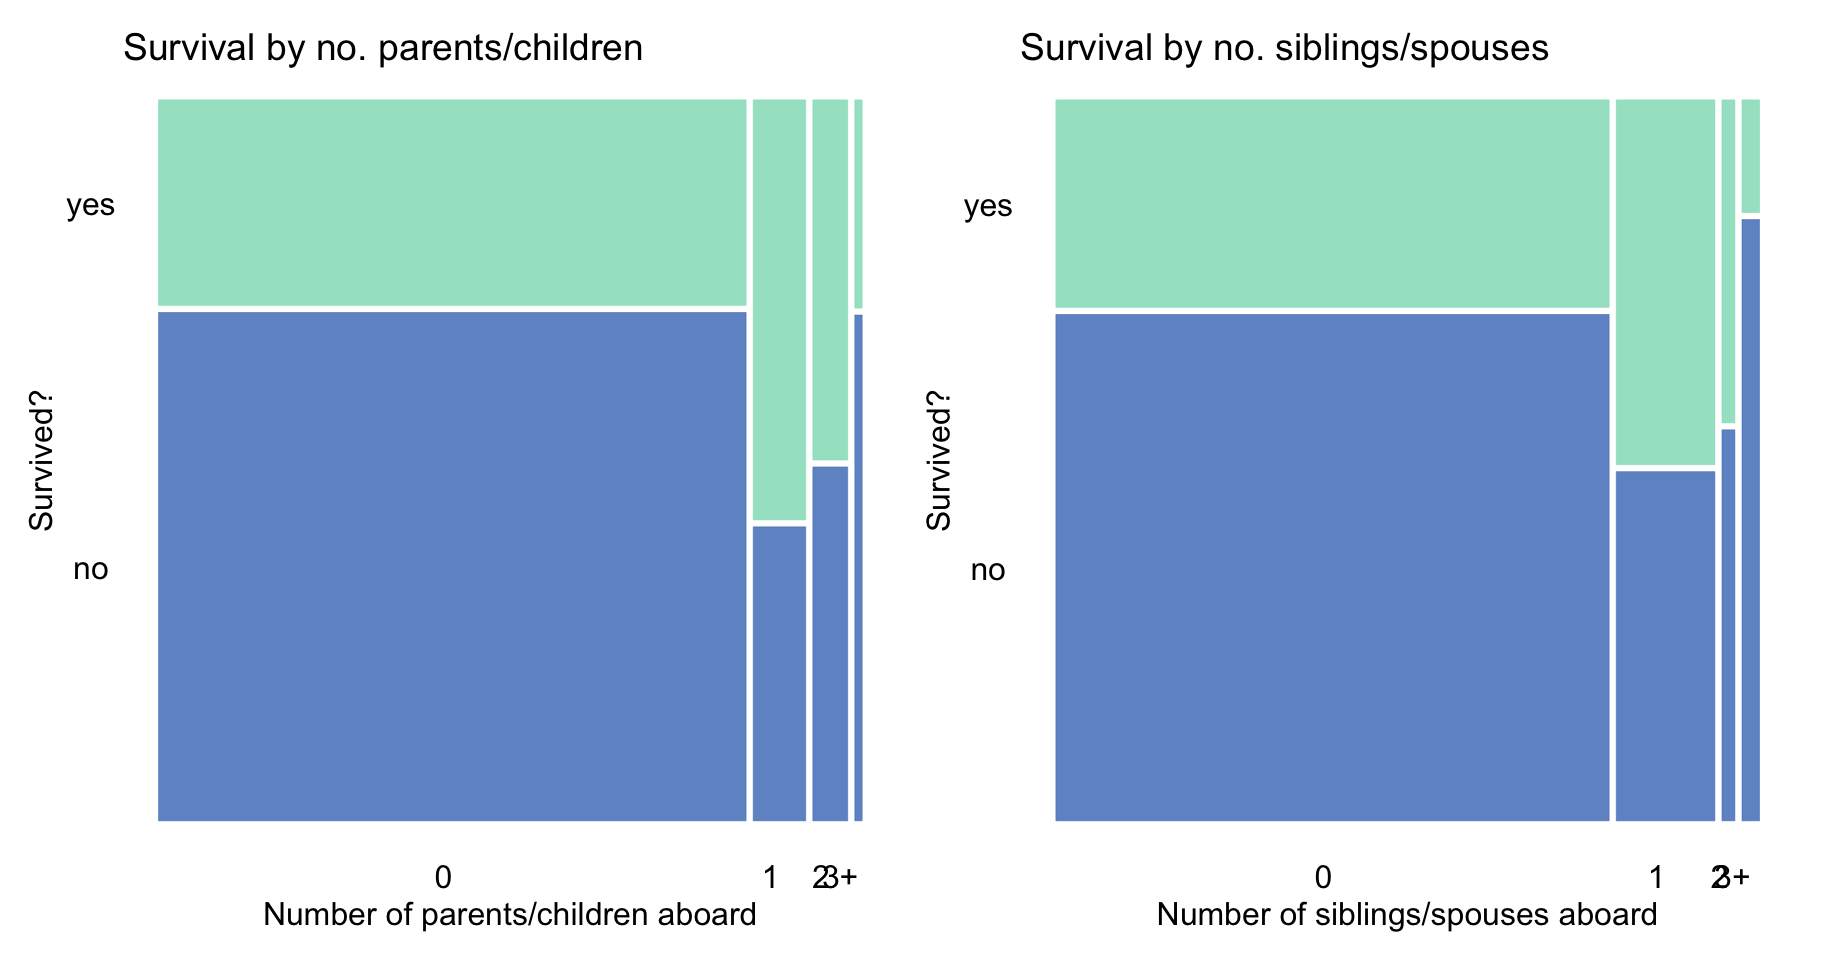 Survival by no. parents/children
yes
no
Survived?
0 1 2 3+
Number of parents/children aboard
Survival by no. siblings/spouses
yes
no
Survived?
0 1 2 3+
Number of siblings/spouses aboard